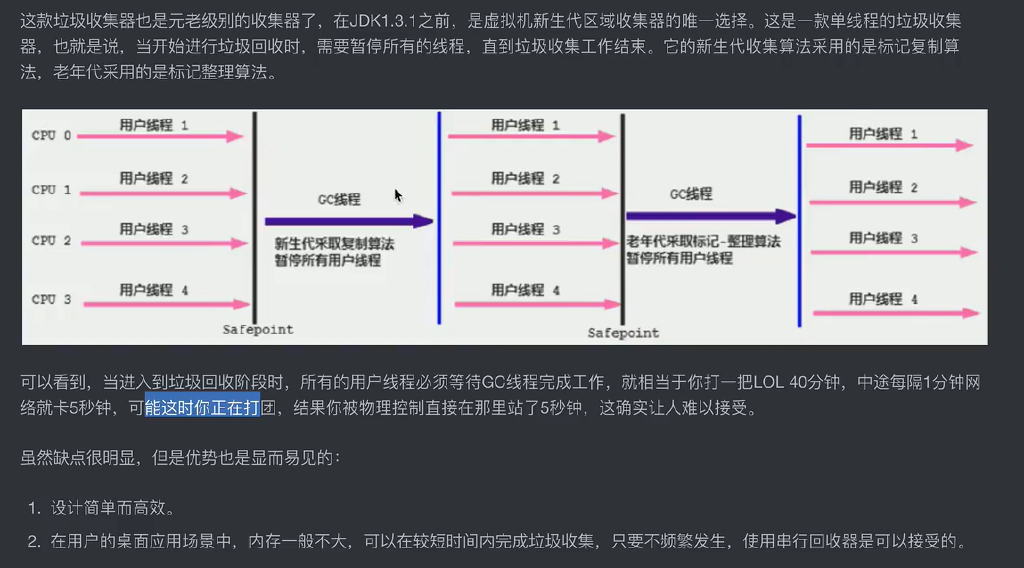 这款垃圾收集器也是元老级别的收集器了，在JDK1.3.1之前，是虚拟机新生代区域收集器的唯一选择。这是一款单线程的垃圾收集
器，也就是说，当开始进行垃圾回收时，需要暂停所有的线程，直到垃圾收集工作结束。它的新生代收集算法采用的是标记复制算
法，老年代采用的是标记整理算法。
CPU 0 用户线程 1 用户线程 1 用户线程 1
CPU 1 用户线程 2 GC线程 用户线程 2 GC线程 用户线程 2
CPU 2 用户线程 3 用户线程 3 用户线程 3
新生代采取复制算法 老年代采取标记-整理算法
暂停所有用户线程 暂停所有用户线程
CPU 3 用户线程 4 用户线程 4 用户线程 4
Safepoint Safepoint
可以看到，当进入到垃圾回收阶段时，所有的用户线程必须等待GC线程完成工作，就相当于你打一把LOL 40分钟，中途每隔1分钟网
络就卡5秒钟，可能这时你正在打团，结果你被物理控制直接在那里站了5秒钟，这确实让人难以接受。
虽然缺点很明显，但是优势也是显而易见的：
1. 设计简单而高效。
2. 在用户的桌面应用场景中，内存一般不大，可以在较短时间内完成垃圾收集，只要不频繁发生，使用串行回收器是可以接受的。